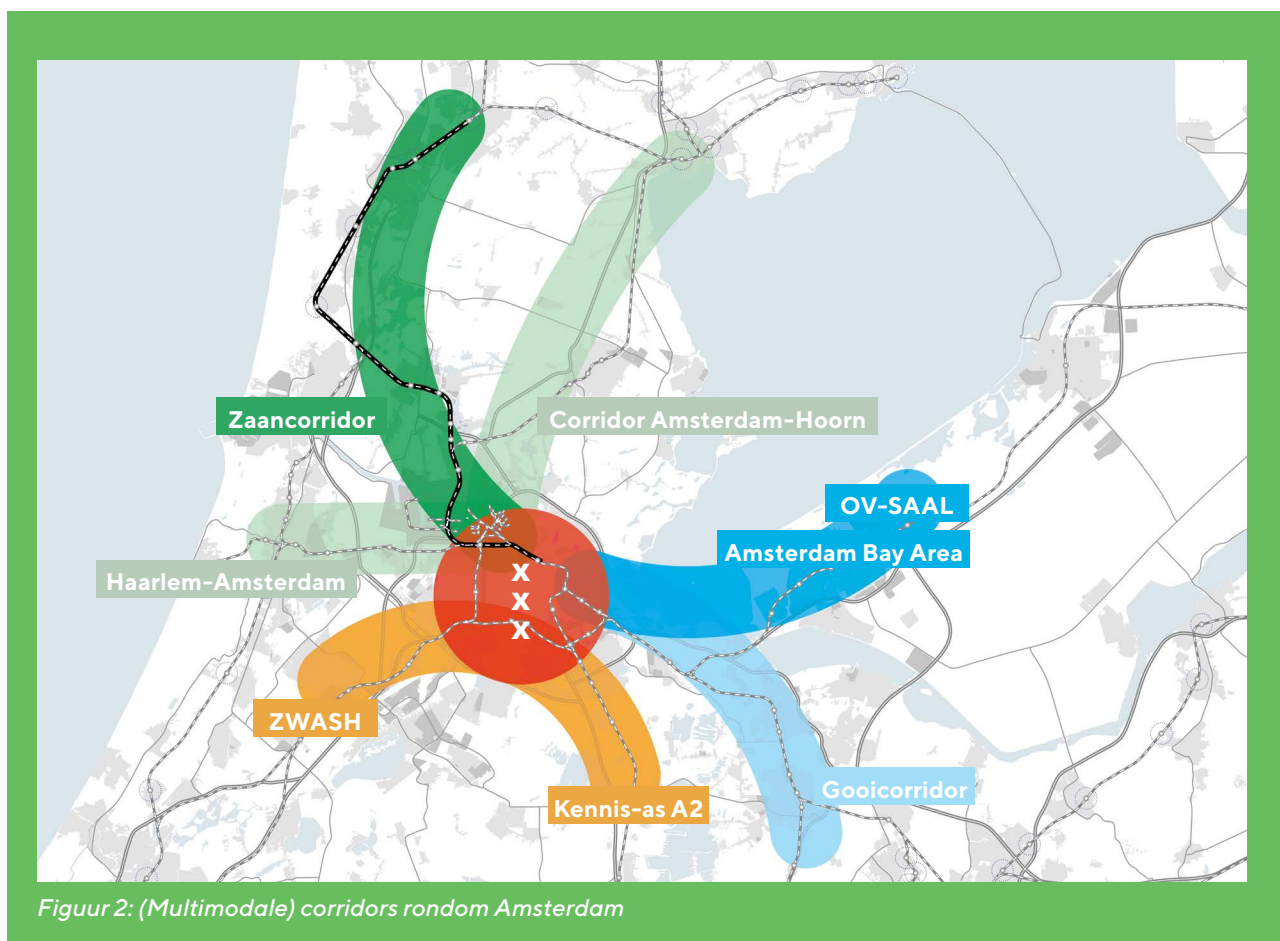 Zaancorridor
Corridor Amsterdam-Hoorn
OV-SAAL
Amsterdam Bay Area
Haarlem-Amsterdam
X
X
X
ZWASH
Gooicorridor
Kennis-as A2
Figuur 2: (Multimodale) corridors rondom Amsterdam